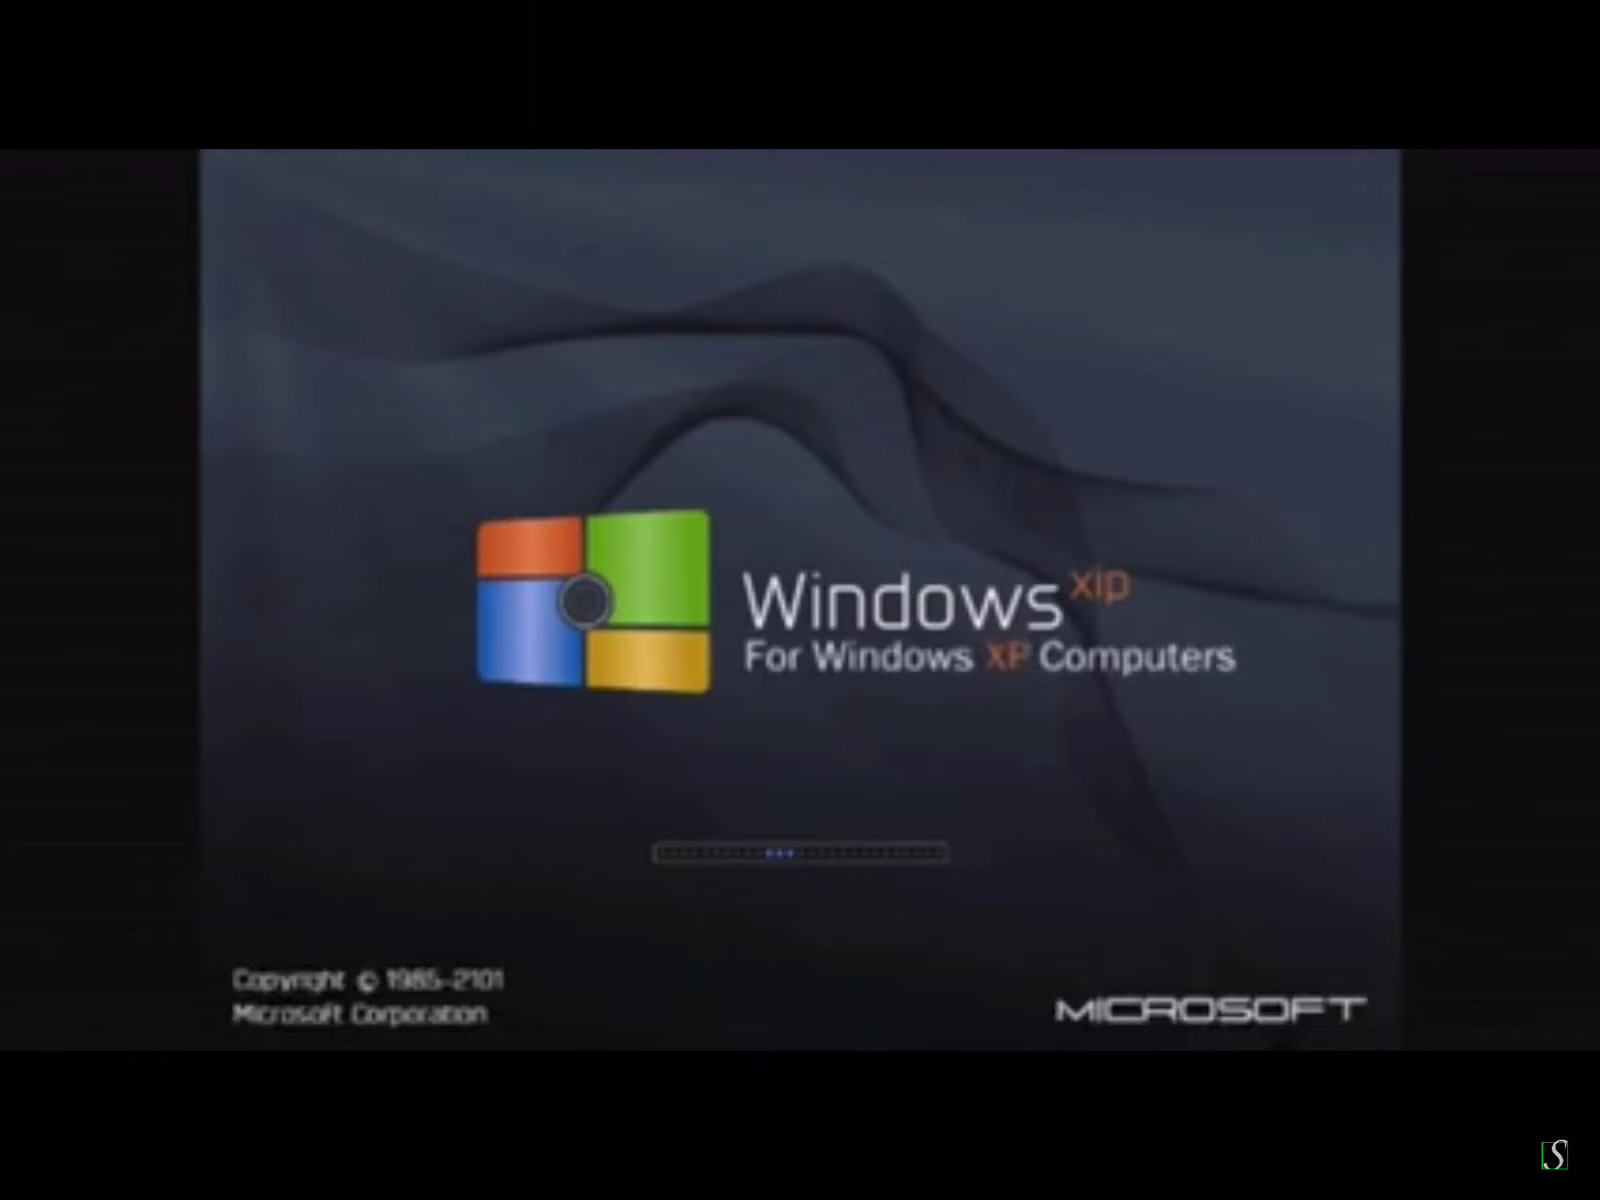 Windows xip
For Windows XP Computers
Copyright © 1985-2101
Microsoft Corporation
MICROSOFT
S